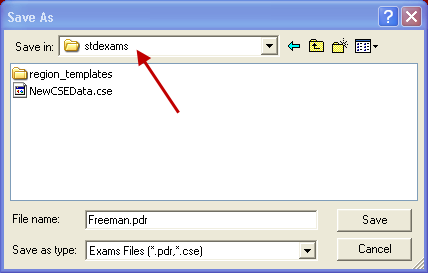 Save As
Save in: stdexams
region_templates
NewCSEData.cse
File name: Freeman.pdr Save
Save as type: Exams Files (*.pdr,*.cse) Cancel